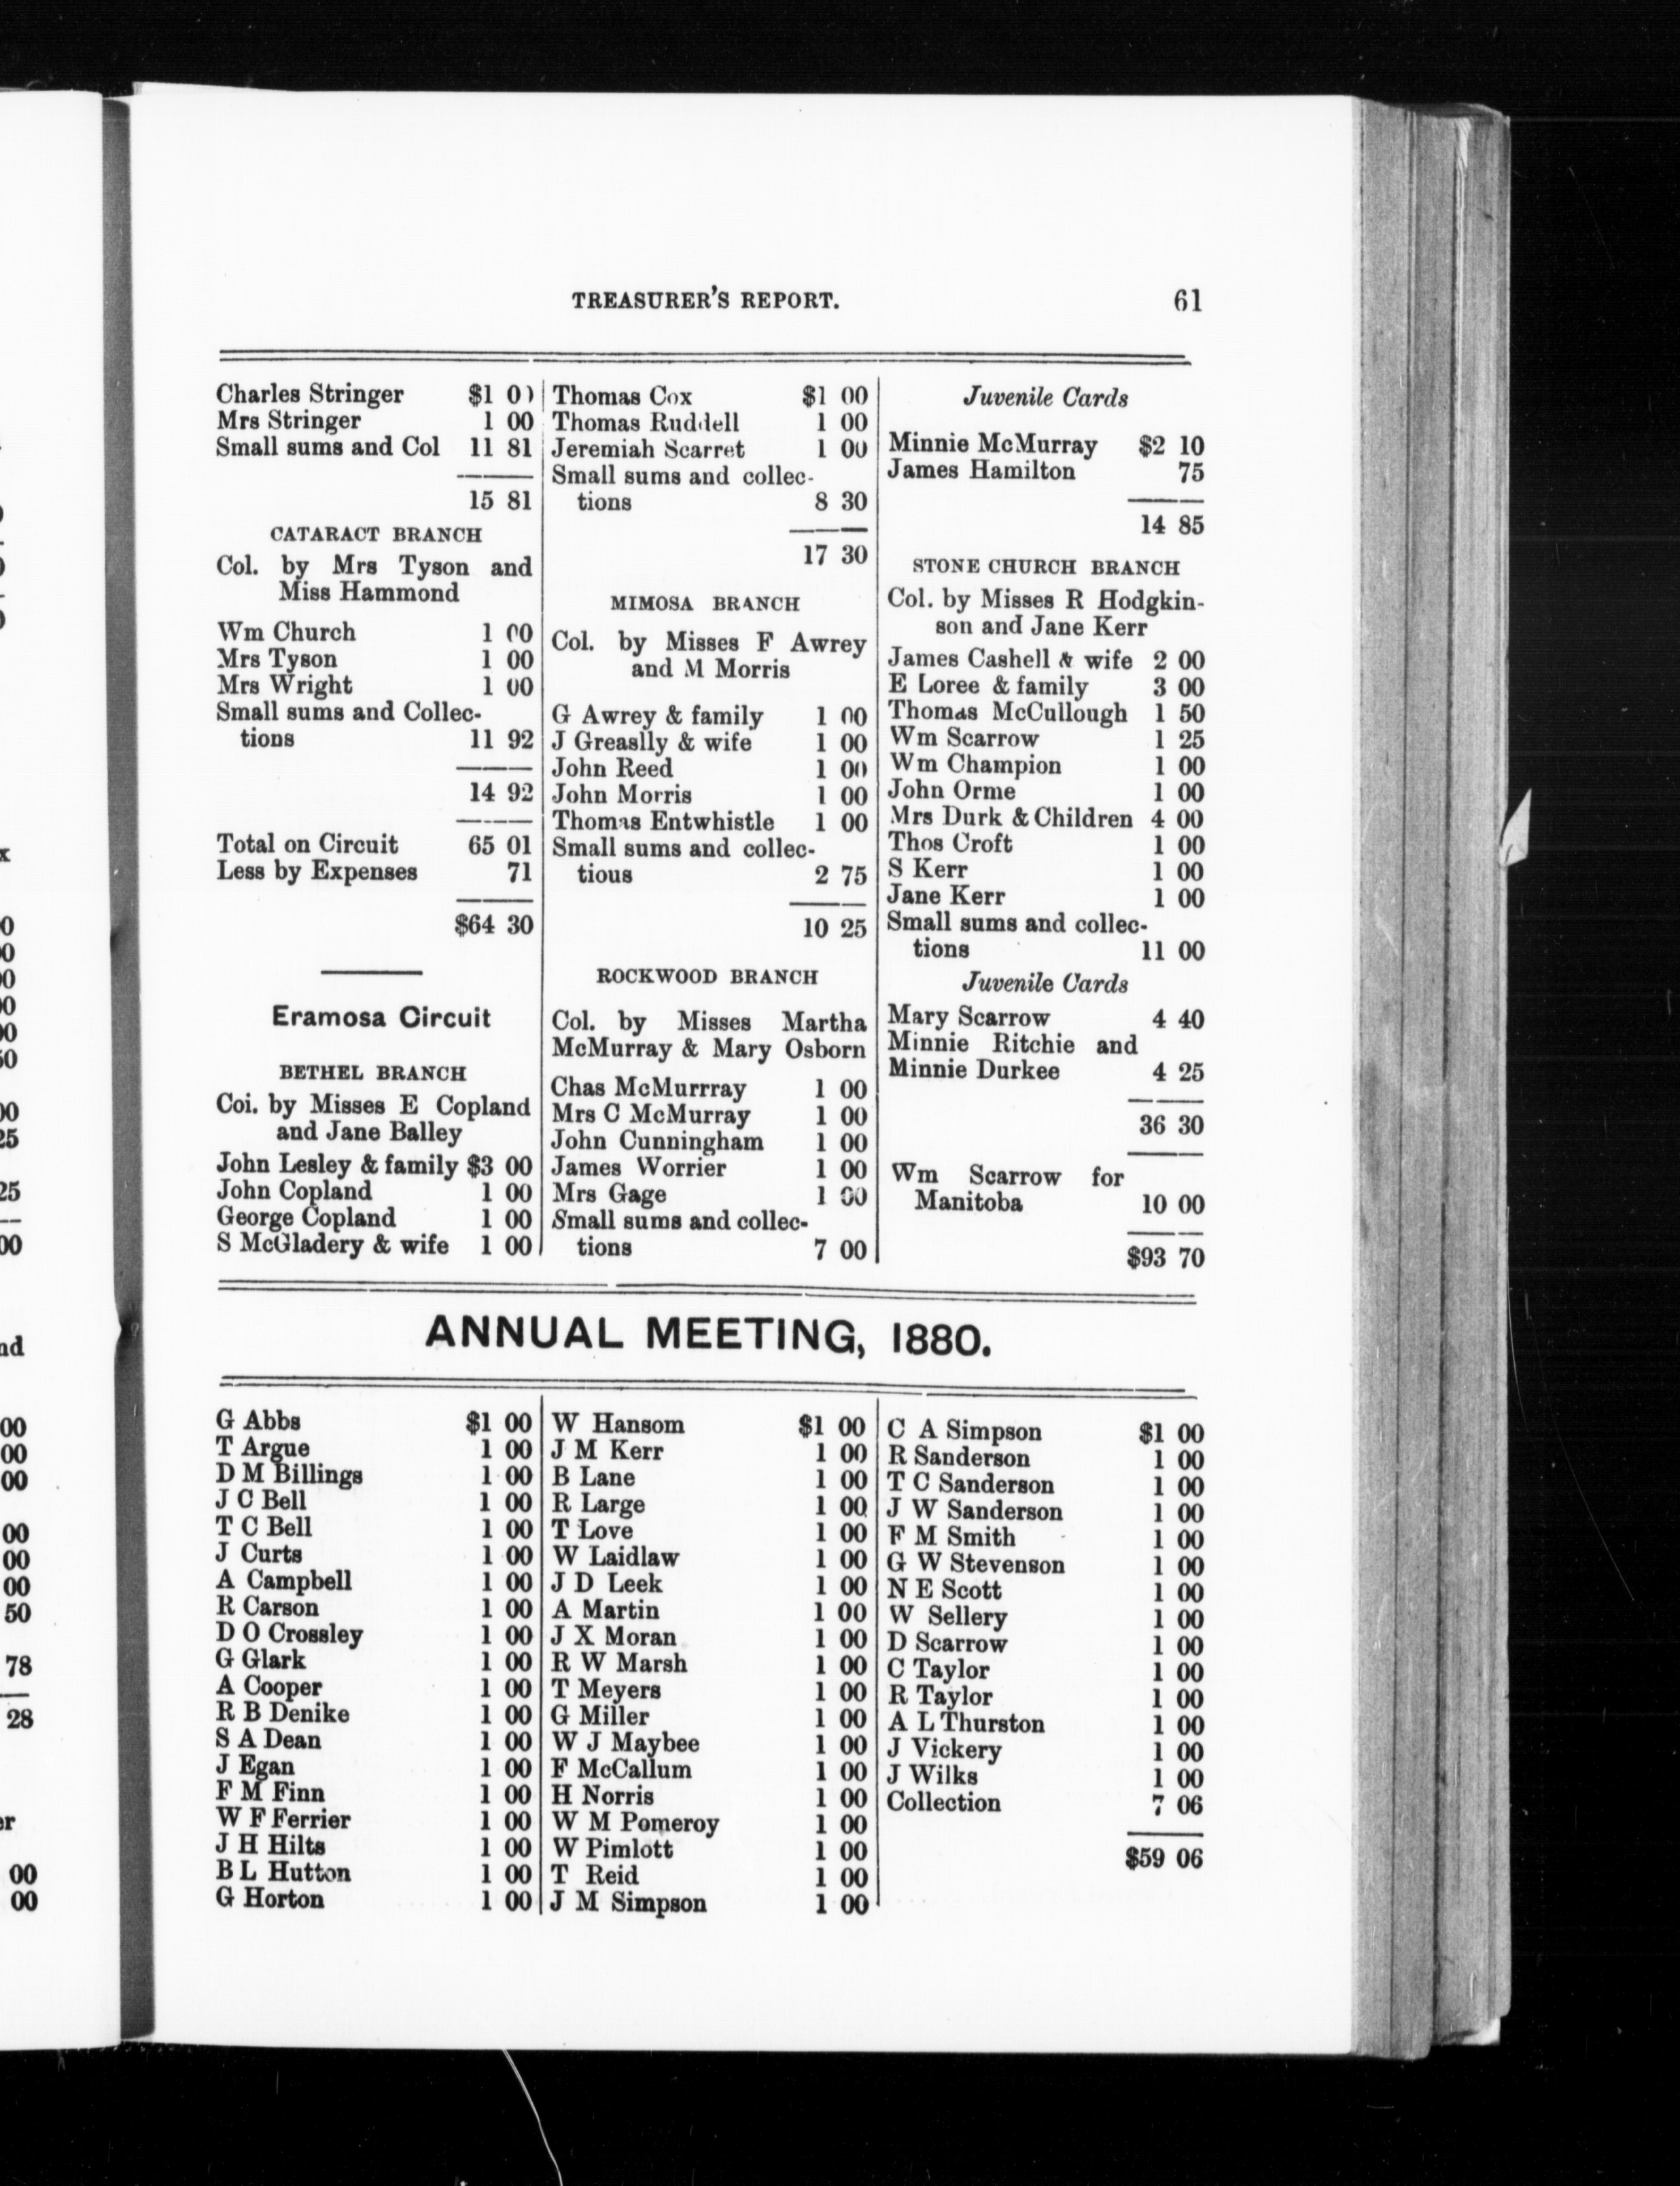 TREASURER'S REPORT. 61
Charles Stringer $1 00
Mrs Stringer 1 00
Small sums and Col 11 81
15 81
CATARACT BRANCH
Col. by Mrs Tyson and
Miss Hammond
Wm Church 1 00
Mrs Tyson 1 00
Mrs Wright 1 00
Small sums and Collec-
tions 11 92
14 92
Total on Circuit 65 01
Less by Expenses 71
$64 30
Eramosa Circuit
BETHEL BRANCH
Coi. by Misses E Copland
and Jane Balley
John Lesley & family $3 00
John Copland 1 00
George Copland 1 00
S McGladery & wife 1 00
Thomas Cox $1 00
Thomas Ruddell 1 00
Jeremiah Scarret 1 00
Small sums and collec-
tions 8 30
17 30
MIMOSA BRANCH
Col. by Misses F Awrey
and M Morris
G Awrey & family 1 00
J Greaslly & wife 1 00
John Reed 1 00
John Morris 1 00
Thomas Entwhistle 1 00
Small sums and collec-
tious 2 75
10 25
ROCKWOOD BRANCH
Col. by Misses Martha
McMurray & Mary Osborn
Chas McMurrray 1 00
Mrs C McMurray 1 00
John Cunningham 1 00
James Worrier 1 00
Mrs Gage 1 00
Small sums and collec-
tions 7 00
Juvenile Cards
Minnie McMurray $2 10
James Hamilton 75
14 85
STONE CHURCH BRANCH
Col. by Misses R Hodgkin-
son and Jane Kerr
James Cashell & wife 2 00
E Loree & family 3 00
Thomas McCullough 1 50
Wm Scarrow 1 25
Wm Champion 1 00
John Orme 1 00
Mrs Durk & Children 4 00
Thos Croft 1 00
S Kerr 1 00
Jane Kerr 1 00
Small sums and collec-
tions 11 00
Juvenile Cards
Mary Scarrow 4 40
Minnie Ritchie and
Minnie Durkee 4 25
36 30
Wm Scarrow for
Manitoba 10 00
$93 70
ANNUAL MEETING, 1880.
G Abbs $1 00
T Argue 1 00
D M Billings 1 00
J C Bell 1 00
T C Bell 1 00
J Curts 1 00
A Campbell 1 00
R Carson 1 00
D O Crossley 1 00
G Glark 1 00
A Cooper 1 00
R B Denike 1 00
S A Dean 1 00
J Egan 1 00
F M Finn 1 00
W F Ferrier 1 00
J H Hilts 1 00
B L Hutton 1 00
G Horton 1 00
W Hansom $1 00
J M Kerr 1 00
B Lane 1 00
R Large 1 00
T Love 1 00
W Laidlaw 1 00
J D Leek 1 00
A Martin 1 00
J X Moran 1 00
R W Marsh 1 00
T Meyers 1 00
G Miller 1 00
W J Maybee 1 00
F McCallum 1 00
H Norris 1 00
W M Pomeroy 1 00
W Pimlott 1 00
T Reid 1 00
J M Simpson 1 00
C A Simpson $1 00
R Sanderson 1 00
T C Sanderson 1 00
J W Sanderson 1 00
F M Smith 1 00
G W Stevenson 1 00
N E Scott 1 00
W Sellery 1 00
D Scarrow 1 00
C Taylor 1 00
R Taylor 1 00
A L Thurston 1 00
J Vickery 1 00
J Wilks 1 00
Collection 7 06
$59 06